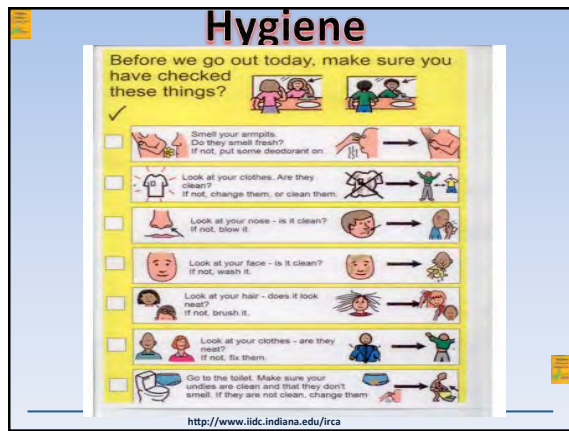 Hygiene
Before we go out today, make sure you
have checked
these things?
Smell your armpits.
Do they smell fresh?
If not, put some deodorant on.
Look at your clothes. Are they
clean?
If not, change them, or clean them.
Look at your nose - is it clean?
If not, blow it.
Look at your face - is it clean?
If not, wash it.
Look at your hair - does it look
neat?
If not, brush it.
Look at your clothes - are they
neat?
If not, fix them.
Go to the toilet. Make sure your
undies are clean and that they don't
smell. If they are not clean, change them
http://www.iidc.indiana.edu/irca